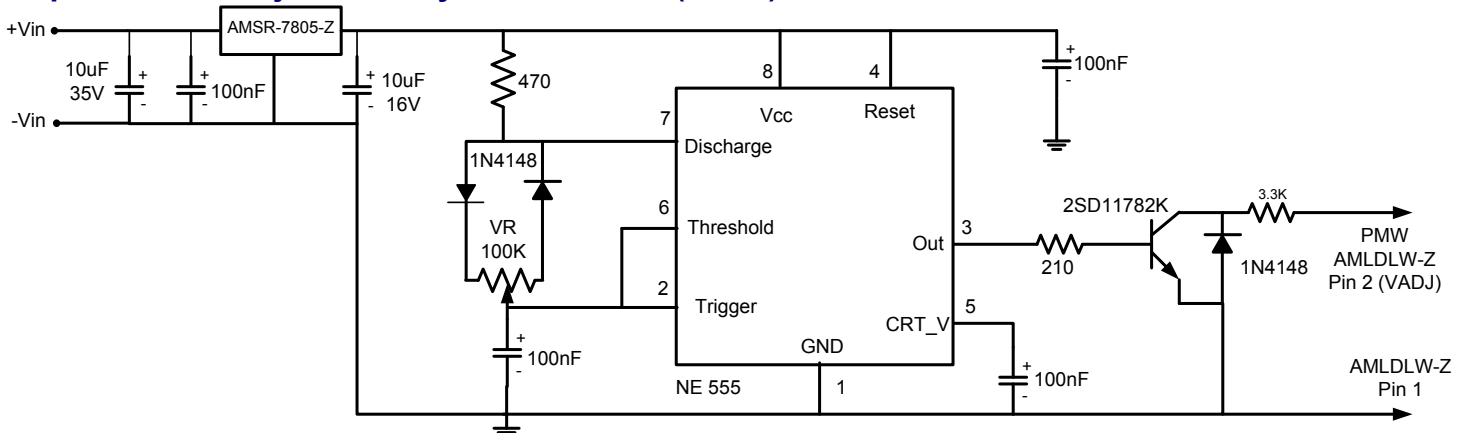 +Vin
AMSR-7805-Z
10uF
35V
+
-
+
-
100nF
+
-
10uF
16V
-Vin
470
8
4
+
-
100nF
Vcc
Reset
7
Discharge
1N4148
6
Threshold
VR
100K
2SD11782K
3.3K
3
Out
210
1N4148
PMW
AMLDLW-Z
Pin 2 (VADJ)
2
Trigger
5
CRT_V
+
-
100nF
GND
NE 555
1
+
-
100nF
AMLDLW-Z
Pin 1